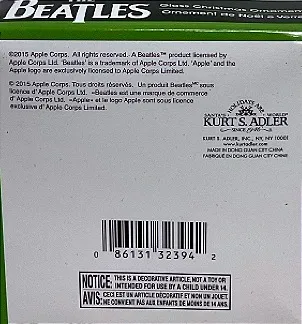 THE
BEATLES
Glass Christmas Ornament
Ornement de Noël à Verre
©2015 Apple Corps. All rights reserved. A Beatles™ product licensed by
Apple Corps Ltd. 'Beatles' is a trademark of Apple Corps Ltd. 'Apple' and the
Apple logo are exclusively licensed to Apple Corps Limited.
© 2015 Apple Corps. Tous droits réservés. Un produit Beatles™ sous
licence d'Apple Corps Ltd. «Beatles» est une marque de commerce
d'Apple Corps Ltd. «Apple» et le logo Apple sont sous licence
exclusive d'Apple Corps Limited.
HOLIDAYS ARE
SANTA'S WORLD
KURT S. ADLER
SINCE 1946
KURT S. ADLER, INC., NY, NY 10001
www.kurtadler.com
MADE IN DONG GUAN CITY CHINA
FABRIQUÉ EN DONG GUAN CITY CHINA
0 86131 32394 2
NOTICE: THIS IS A DECORATIVE ARTICLE, NOT A TOY OR
INTENDED FOR USE BY A CHILD UNDER 14.
AVIS: CECI EST UN ARTICLE DÉCORATIF ET NON UN JOUET.
NE CONVIENT PAS AUX ENFANTS DE MOINS DE 14 ANS.